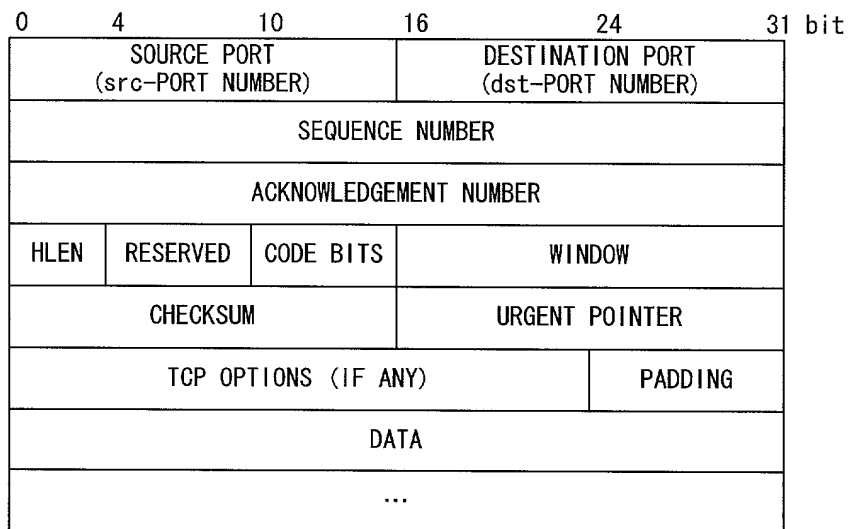 0 4 10 16 24 31 bit
SOURCE PORT
(src-PORT NUMBER)
DESTINATION PORT
(dst-PORT NUMBER)
SEQUENCE NUMBER
ACKNOWLEDGEMENT NUMBER
HLEN RESERVED CODE BITS WINDOW
CHECKSUM URGENT POINTER
TCP OPTIONS (IF ANY) PADDING
DATA
...